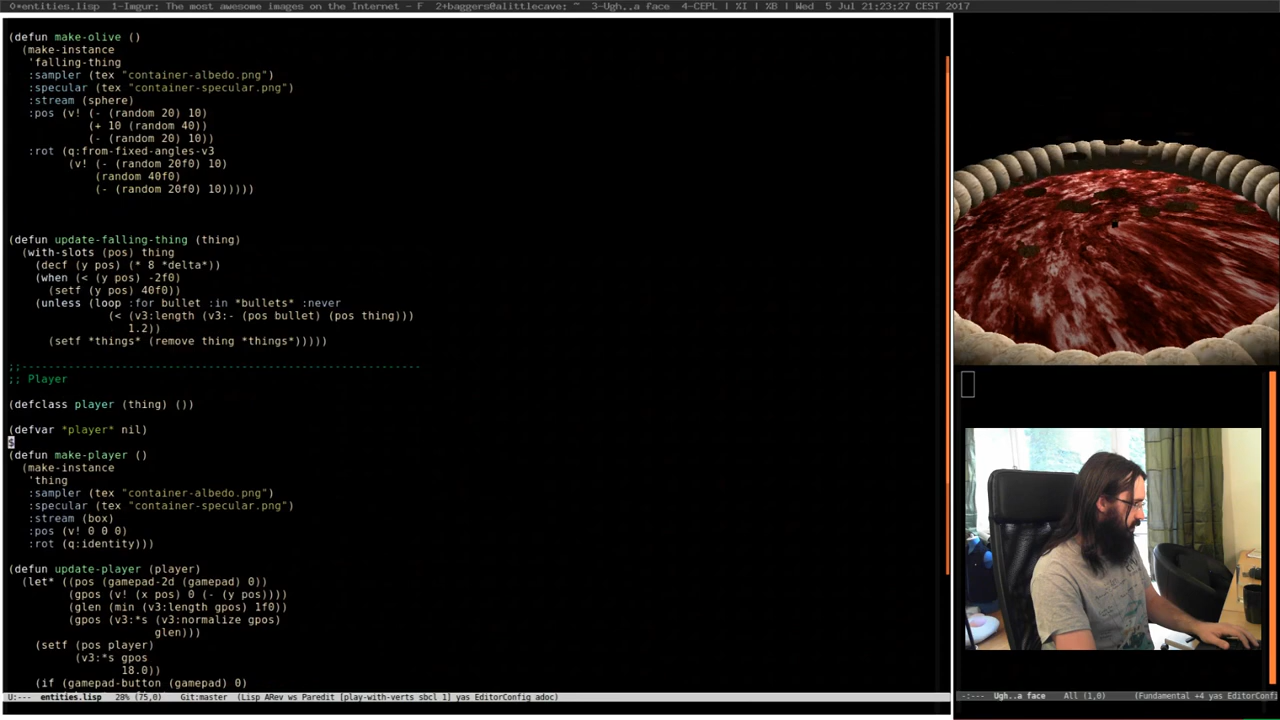 0*entities.lisp  1-Imgur: The most awesome images on the Internet - F  2*baggers@alittlecave: ~  3-Ugh..a face  4-CEPL | XI | XB | Wed  5 Jul 21:23:27 CEST 2017
(defun make-olive ()
(make-instance
'falling-thing
:sampler (tex "container-albedo.png")
:specular (tex "container-specular.png")
:stream (sphere)
:pos (v! (- (random 20) 10)
(+ 10 (random 40))
(- (random 20) 10))
:rot (q:from-fixed-angles-v3
(v! (- (random 20f0) 10)
(random 40f0)
(- (random 20f0) 10)))))
(defun update-falling-thing (thing)
(with-slots (pos) thing
(decf (y pos) (* 8 *delta*))
(when (< (y pos) -2f0)
(setf (y pos) 40f0))
(unless (loop :for bullet :in *bullets* :never
(< (v3:length (v3:- (pos bullet) (pos thing)))
1.2))
(setf *things* (remove thing *things*)))))
;;------------------------------------------------------------
;; Player
(defclass player (thing) ())
(defvar *player* nil)
(defun make-player ()
(make-instance
'thing
:sampler (tex "container-albedo.png")
:specular (tex "container-specular.png")
:stream (box)
:pos (v! 0 0 0)
:rot (q:identity)))
(defun update-player (player)
(let* ((pos (gamepad-2d (gamepad) 0))
(gpos (v! (x pos) 0 (- (y pos))))
(glen (min (v3:length gpos) 1f0))
(gpos (v3:*s (v3:normalize gpos)
glen)))
(setf (pos player)
(v3:*s gpos
18.0))
(if (gamepad-button (gamepad) 0)
U:---  entities.lisp  28% (75,0)  Git:master  (Lisp ARev ws Paredit [play-with-verts sbcl 1] yas EditorConfig adoc)
-:---  Ugh..a face  All (1,0)  (Fundamental +4 yas EditorConfi